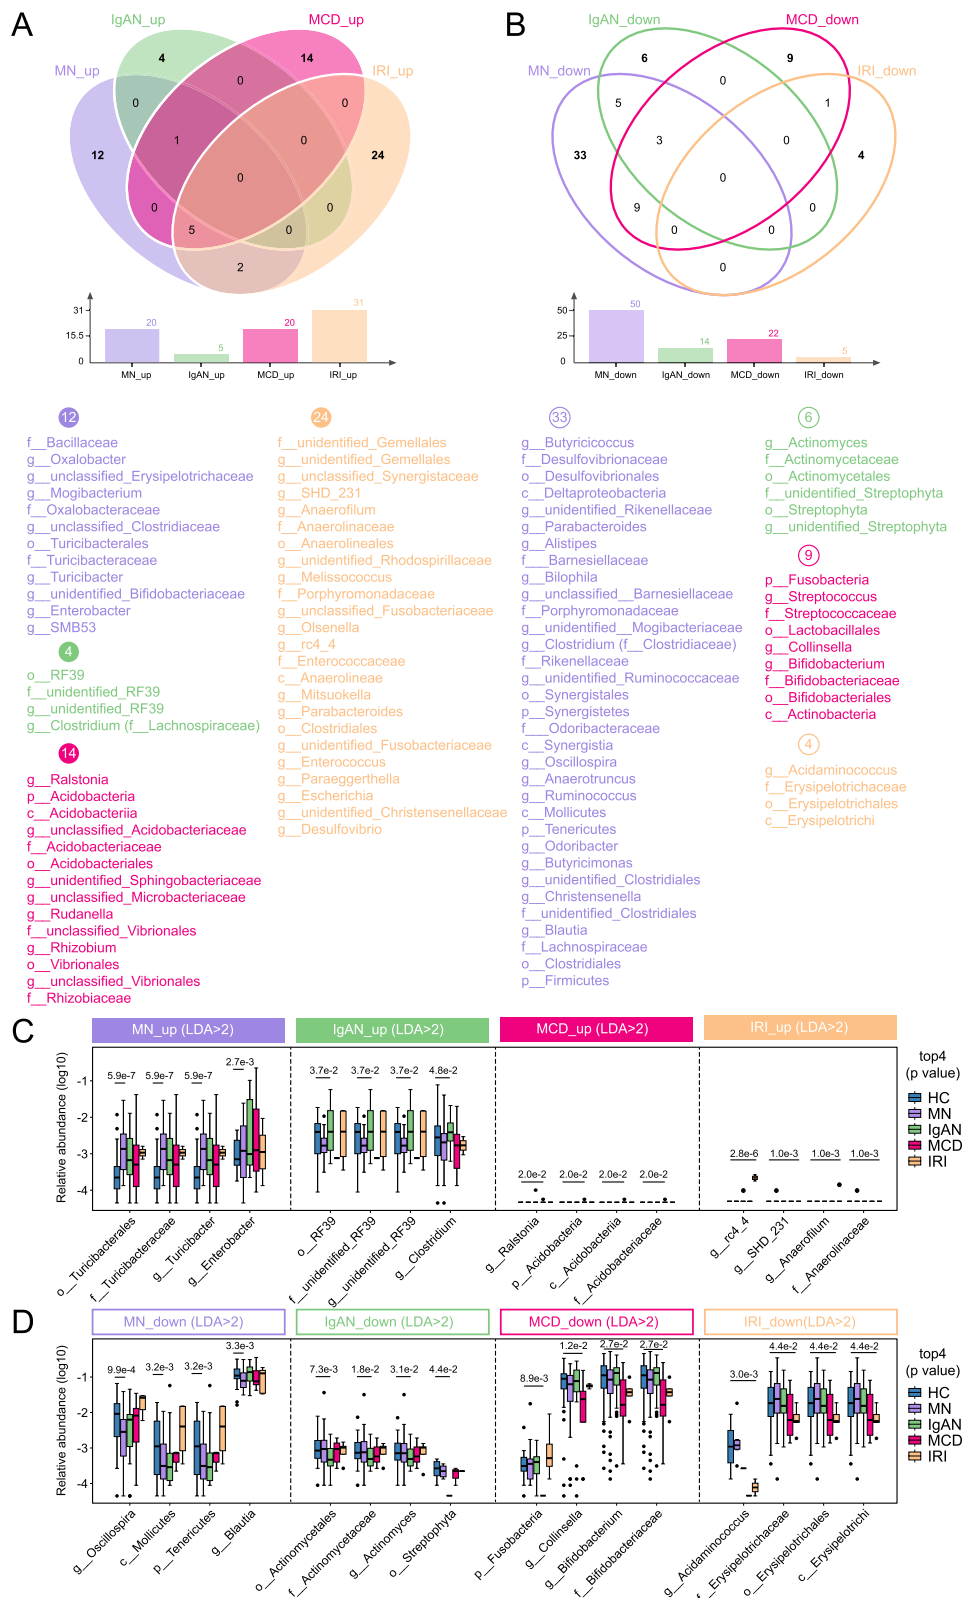 A
IgAN_up
MCD_up
MN_up
IRI_up
4
14
0
0
0
1
0
12
24
0
0
0
5
0
2
31
15.5
0
20
5
20
31
MN_up
IgAN_up
MCD_up
IRI_up
B
IgAN_down
MCD_down
MN_down
IRI_down
6
9
0
5
1
3
0
33
4
0
9
0
0
0
0
50
25
0
50
14
22
5
MN_down
IgAN_down
MCD_down
IRI_down
12
f__Bacillaceae
g__Oxalobacter
g__unclassified_Erysipelotrichaceae
g__Mogibacterium
f__Oxalobacteraceae
g__unclassified_Clostridiaceae
o__Turicibacterales
f__Turicibacteraceae
g__Turicibacter
g__unidentified_Bifidobacteriaceae
g__Enterobacter
g__SMB53
4
o__RF39
f__unidentified_RF39
g__unidentified_RF39
g__Clostridium (f__Lachnospiraceae)
14
g__Ralstonia
p__Acidobacteria
c__Acidobacteriia
g__unclassified_Acidobacteriaceae
f__Acidobacteriaceae
o__Acidobacteriales
g__unidentified_Sphingobacteriaceae
g__unclassified_Microbacteriaceae
g__Rudanella
f__unclassified_Vibrionales
g__Rhizobium
o__Vibrionales
g__unclassified_Vibrionales
f__Rhizobiaceae
24
f__unidentified_Gemellales
g__unidentified_Gemellales
g__unclassified_Synergistaceae
g__SHD_231
g__Anaerofilum
f__Anaerolinaceae
o__Anaerolineales
g__unidentified_Rhodospirillaceae
g__Melissococcus
f__Porphyromonadaceae
g__unclassified_Fusobacteriaceae
g__Olsenella
g__rc4_4
f__Enterococcaceae
c__Anaerolineae
g__Mitsuokella
g__Parabacteroides
o__Clostridiales
g__unidentified_Fusobacteriaceae
g__Enterococcus
g__Paraeggerthella
g__Escherichia
g__unidentified_Christensenellaceae
g__Desulfovibrio
33
g__Butyricicoccus
f__Desulfovibrionaceae
o__Desulfovibrionales
c__Deltaproteobacteria
g__unidentified_Rikenellaceae
g__Parabacteroides
g__Alistipes
f__Barnesiellaceae
g__Bilophila
g__unclassified__Barnesiellaceae
f__Porphyromonadaceae
g__unidentified__Mogibacteriaceae
g__Clostridium (f__Clostridiaceae)
f__Rikenellaceae
g__unidentified_Ruminococcaceae
o__Synergistales
p__Synergistetes
f___Odoribacteraceae
c__Synergistia
g__Oscillospira
g__Anaerotruncus
g__Ruminococcus
c__Mollicutes
p__Tenericutes
g__Odoribacter
g__Butyricimonas
g__unidentified_Clostridiales
g__Christensenella
f__unidentified_Clostridiales
g__Blautia
f__Lachnospiraceae
o__Clostridiales
p__Firmicutes
6
g__Actinomyces
f__Actinomycetaceae
o__Actinomycetales
f__unidentified_Streptophyta
o__Streptophyta
g__unidentified_Streptophyta
9
p__Fusobacteria
g__Streptococcus
f__Streptococcaceae
o__Lactobacillales
g__Collinsella
g__Bifidobacterium
f__Bifidobacteriaceae
o__Bifidobacteriales
c__Actinobacteria
4
g__Acidaminococcus
f__Erysipelotrichaceae
o__Erysipelotrichales
c__Erysipelotrichi
C
MN_up (LDA>2)
IgAN_up (LDA>2)
MCD_up (LDA>2)
IRI_up (LDA>2)
Relative abundance (log10)
-1
-2
-3
-4
5.9e-7
5.9e-7
5.9e-7
2.7e-3
3.7e-2
3.7e-2
3.7e-2
4.8e-2
2.0e-2
2.0e-2
2.0e-2
2.0e-2
2.8e-6
1.0e-3
1.0e-3
1.0e-3
top4
(p value)
HC
MN
IgAN
MCD
IRI
o__Turicibacterales
f__Turicibacteraceae
g__Turicibacter
g__Enterobacter
o__RF39
f__unidentified_RF39
g__unidentified_RF39
g__Clostridium
g__Ralstonia
p__Acidobacteria
c__Acidobacteria
f__Acidobacteriaceae
g__rc4_4
g__SHD_231
g__Anaerofilum
f__Anaerolinaceae
D
MN_down (LDA>2)
IgAN_down (LDA>2)
MCD_down (LDA>2)
IRI_down(LDA>2)
Relative abundance (log10)
-1
-2
-3
-4
9.9e-4
3.2e-3
3.2e-3
3.3e-3
7.3e-3
1.8e-2
3.1e-2
4.4e-2
8.9e-3
1.2e-2
2.7e-2
2.7e-2
3.0e-3
4.4e-2
4.4e-2
4.4e-2
top4
(p value)
HC
MN
IgAN
MCD
IRI
g__Oscillospira
c__Mollicutes
p__Tenericutes
g__Blautia
o__Actinomycetales
f__Actinomycetaceae
g__Actinomyces
o__Streptophyta
p__Fusobacteria
g__Collinsella
g__Bifidobacterium
f__Bifidobacteriaceae
g__Acidaminococcus
f__Erysipelotrichaceae
o__Erysipelotrichales
c__Erysipelotrichi